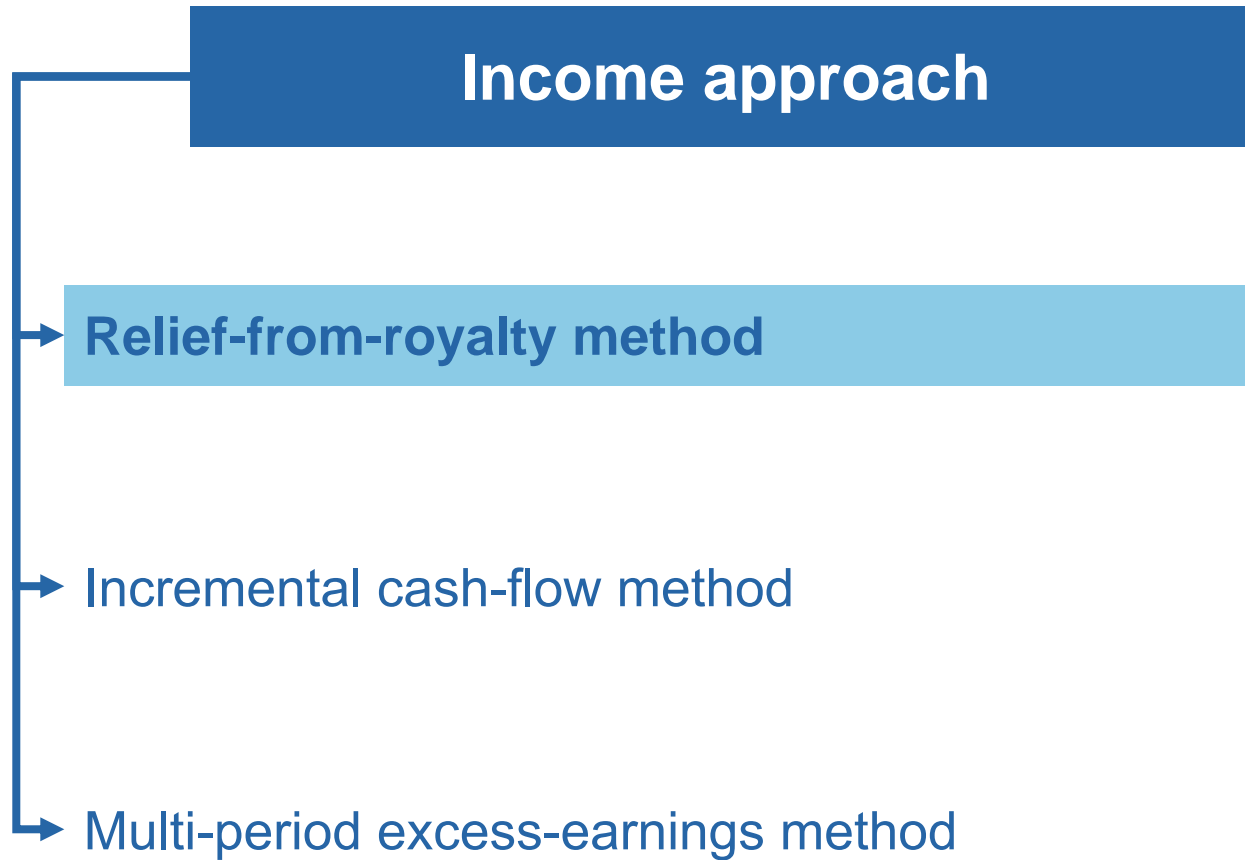 Income approach
Relief-from-royalty method
Incremental cash-flow method
Multi-period excess-earnings method